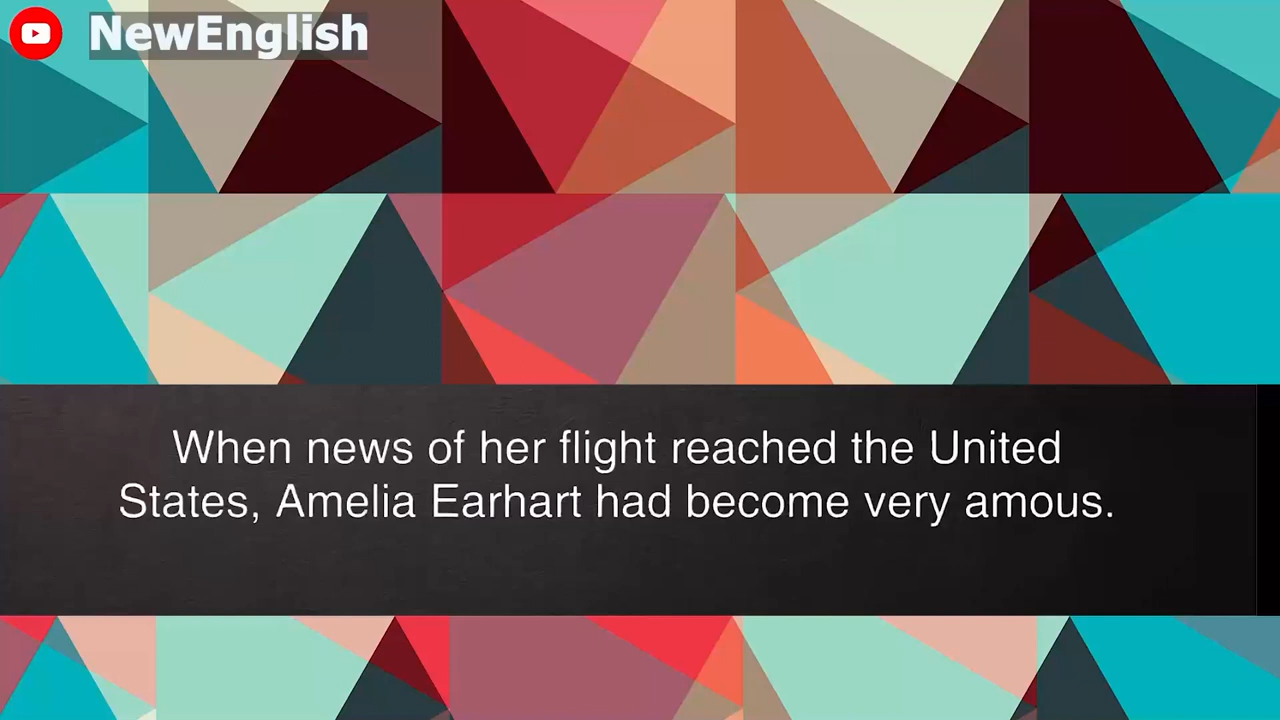 NewEnglish
When news of her flight reached the United
States, Amelia Earhart had become very amous.